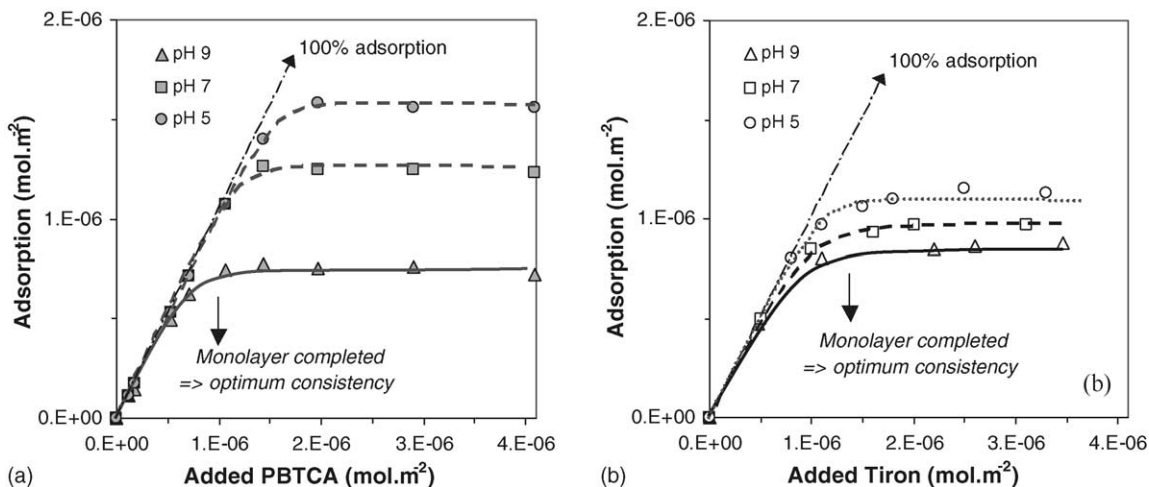 2.E-06
1.E-06
0.E+00
Adsorption (mol.m⁻²)
pH 9
pH 7
pH 5
100% adsorption
Monolayer completed
=> optimum consistency
0.E+00 1.E-06 2.E-06 3.E-06 4.E-06
Added PBTCA (mol.m⁻²)
(a)
2.E-06
1.E-06
0.E+00
Adsorption (mol.m⁻²)
pH 9
pH 7
pH 5
100% adsorption
Monolayer completed
=> optimum consistency
(b)
0.E+00 1.E-06 2.E-06 3.E-06 4.E-06
Added Tiron (mol.m⁻²)
(b)